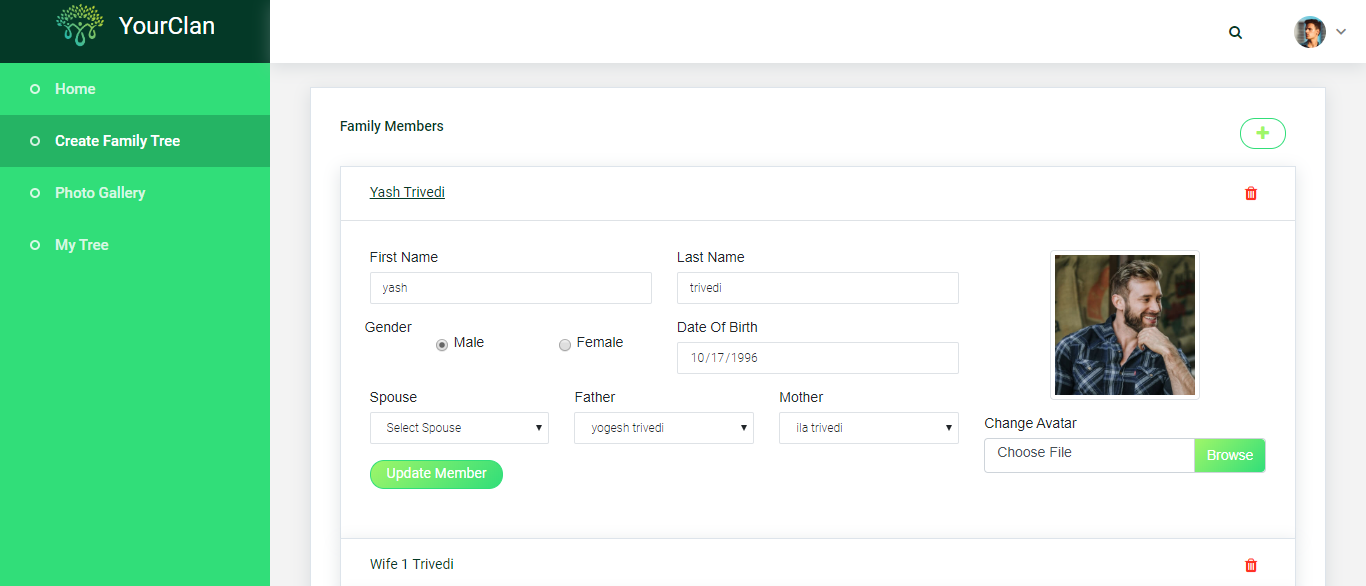 YourClan
Home
Create Family Tree
Photo Gallery
My Tree
Family Members
Yash Trivedi
First Name
Last Name
yash
trivedi
Gender
Male
Female
Date Of Birth
10/17/1996
Spouse
Father
Mother
Select Spouse
yogesh trivedi
ila trivedi
Change Avatar
Choose File
Browse
Update Member
Wife 1 Trivedi